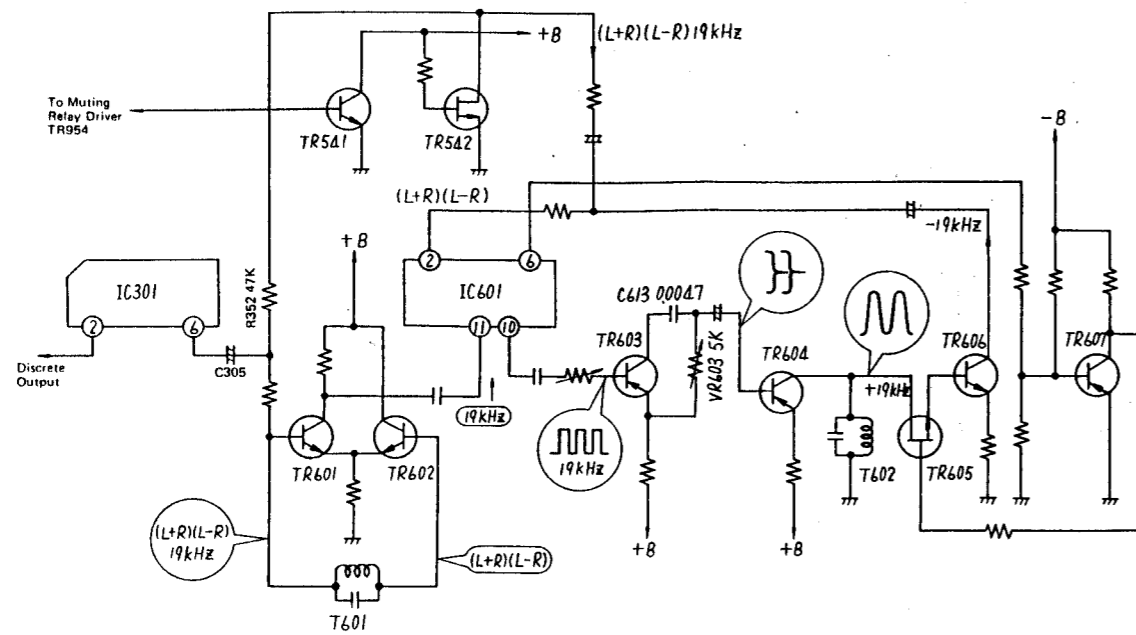 (L+R)(L-R)19kHz
+B
To Muting
Relay Driver
TR954
TR541
TR542
-B
(L+R)(L-R)
-19kHz
+B
2
6
IC301
IC601
R352 47K
C613 0.0047
2
6
11
10
TR603
VR603 5K
TR604
TR606
TR607
Discrete
Output
C305
19kHz
+19kHz
TR601
TR602
19kHz
T602
TR605
(L+R)(L-R)
19kHz
(L+R)(L-R)
+B
+B
T601